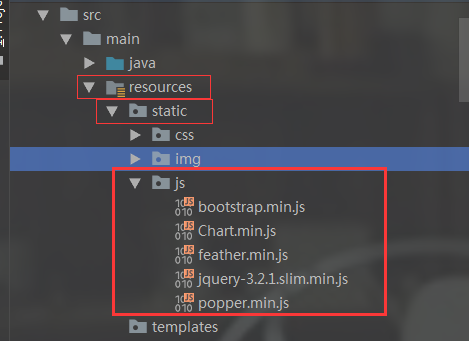 src
main
java
resources
static
css
img
js
bootstrap.min.js
Chart.min.js
feather.min.js
jquery-3.2.1.slim.min.js
popper.min.js
templates